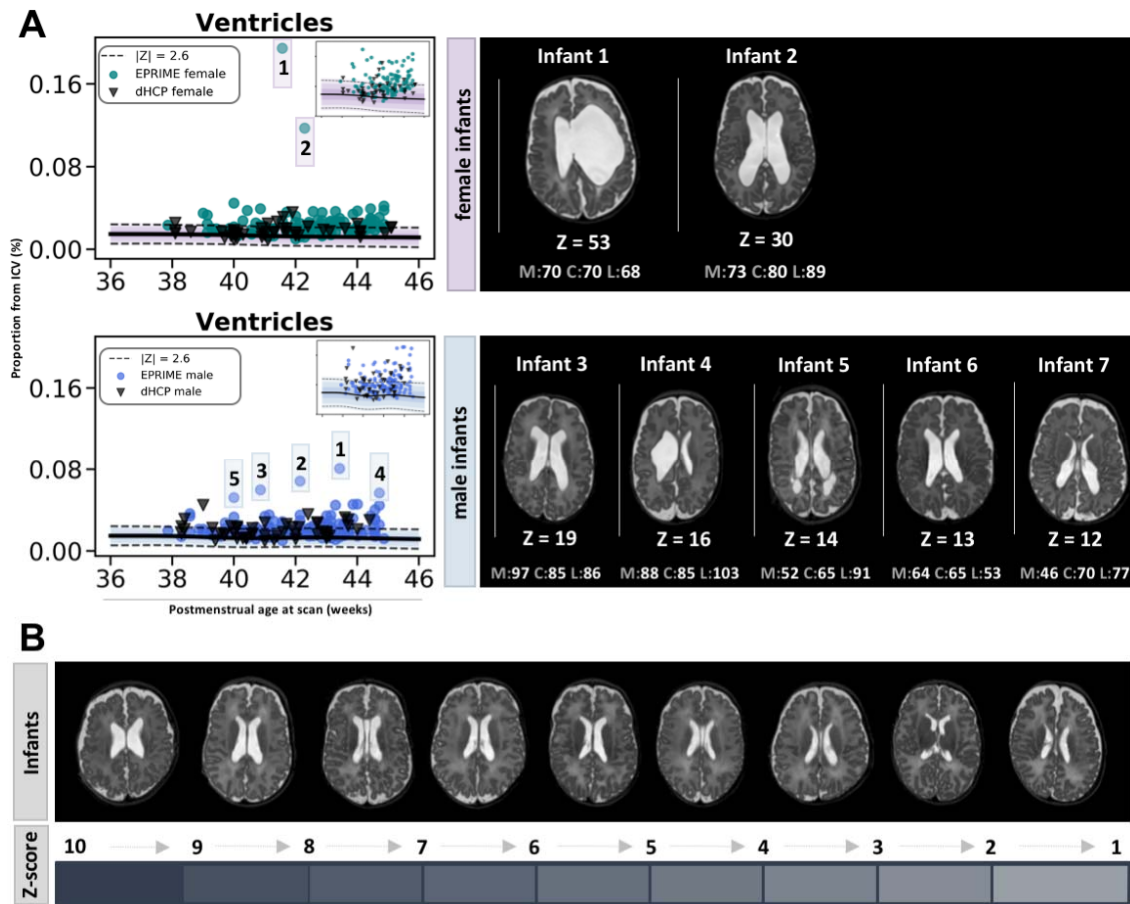 A
Ventricles
|Z| = 2.6
EPRIME female
dHCP female
1
2
0.16
0.08
0.00
36 38 40 42 44 46
female infants
Infant 1 Infant 2
Z = 53 Z = 30
M:70 C:70 L:68 M:73 C:80 L:89
Proportion from ICV (%)
Ventricles
|Z| = 2.6
EPRIME male
dHCP male
5 3 2 1 4
0.16
0.08
0.00
36 38 40 42 44 46
Postmenstrual age at scan (weeks)
male infants
Infant 3 Infant 4 Infant 5 Infant 6 Infant 7
Z = 19 Z = 16 Z = 14 Z = 13 Z = 12
M:97 C:85 L:86 M:88 C:85 L:103 M:52 C:65 L:91 M:64 C:65 L:53 M:46 C:70 L:77
B
Infants
Z-score
10 9 8 7 6 5 4 3 2 1